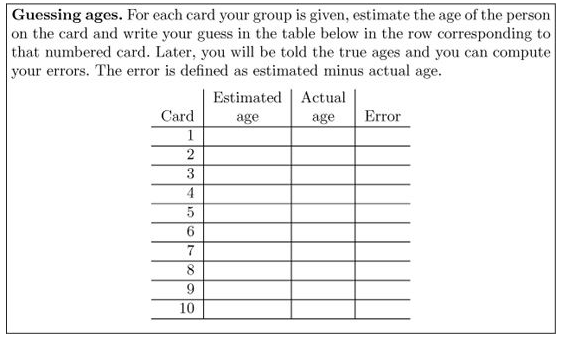 Guessing ages. For each card your group is given, estimate the age of the person
on the card and write your guess in the table below in the row corresponding to
that numbered card. Later, you will be told the true ages and you can compute
your errors. The error is defined as estimated minus actual age.
Estimated Actual
Card age age Error
1
2
3
4
5
6
7
8
9
10